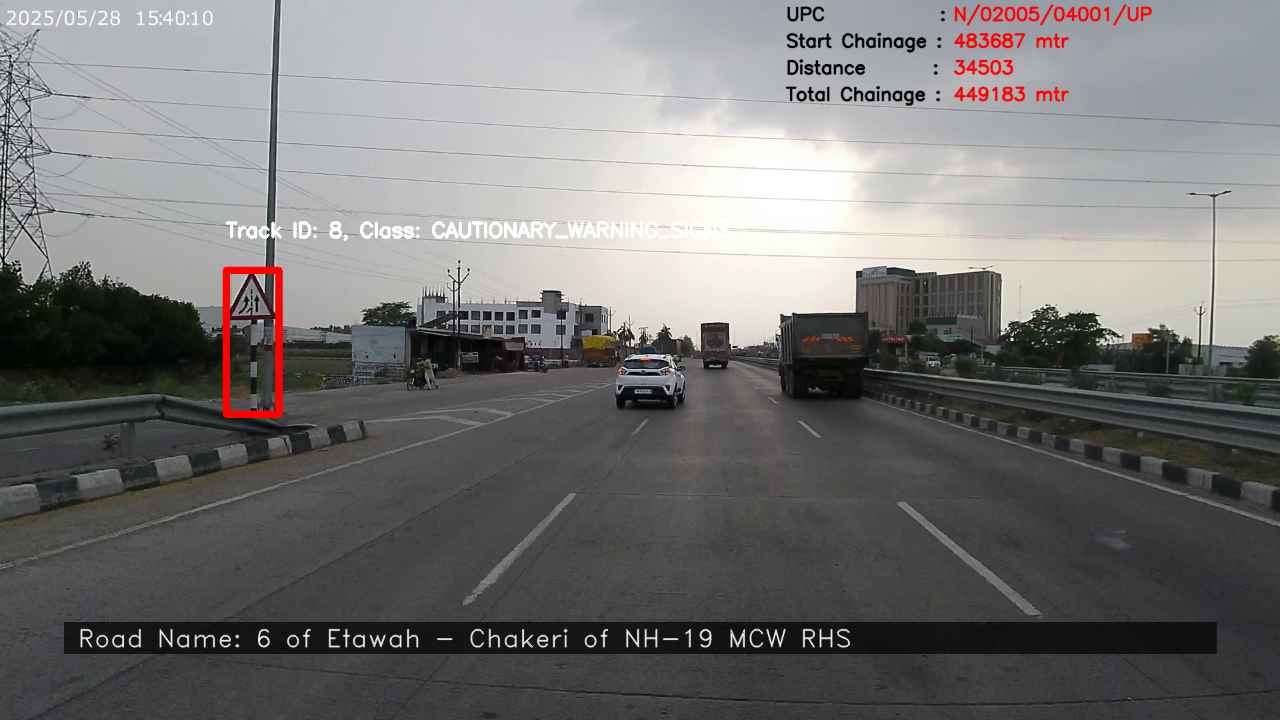 2025/05/28 15:40:10
UPC : N/02005/04001/UP
Start Chainage : 483687 mtr
Distance : 34503
Total Chainage : 449183 mtr
Track ID: 8, Class: CAUTIONARY_WARNING_SIGNS
Road Name: 6 of Etawah - Chakeri of NH-19 MCW RHS